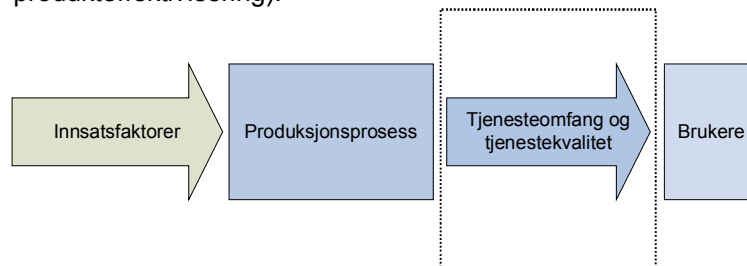 Innsatsfaktorer
Produksjonsprosess
Tjenesteomfang og
tjenestekvalitet
Brukere